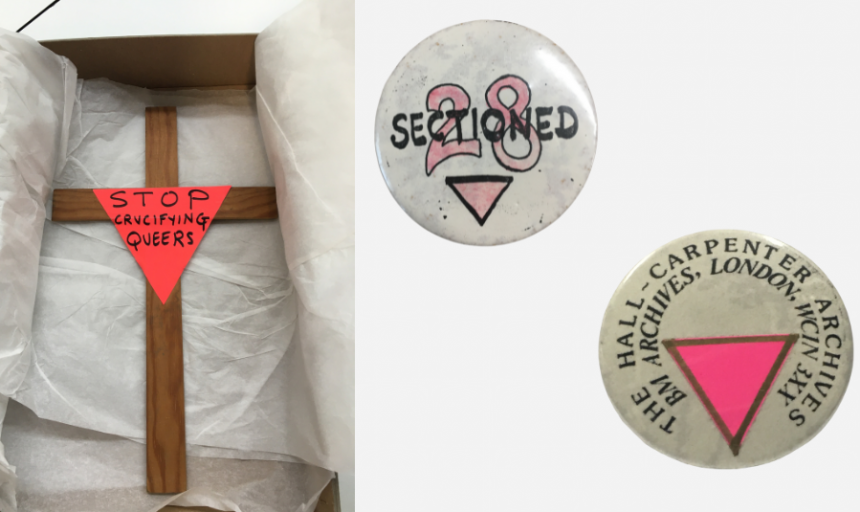 STOP
CRUCIFYING
QUEERS
28
SECTIONED
THE HALL-CARPENTER ARCHIVES
BM ARCHIVES, LONDON, WC1N 3XX